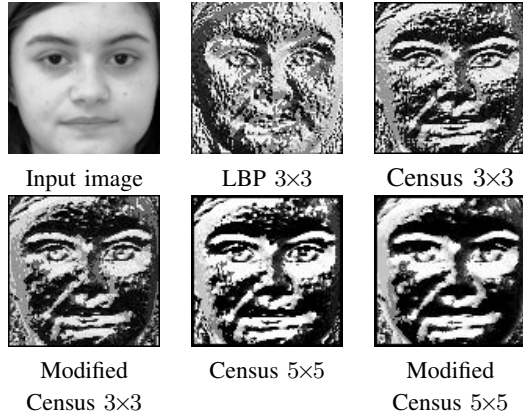 Input image
LBP 3×3
Census 3×3
Modified
Census 3×3
Census 5×5
Modified
Census 5×5